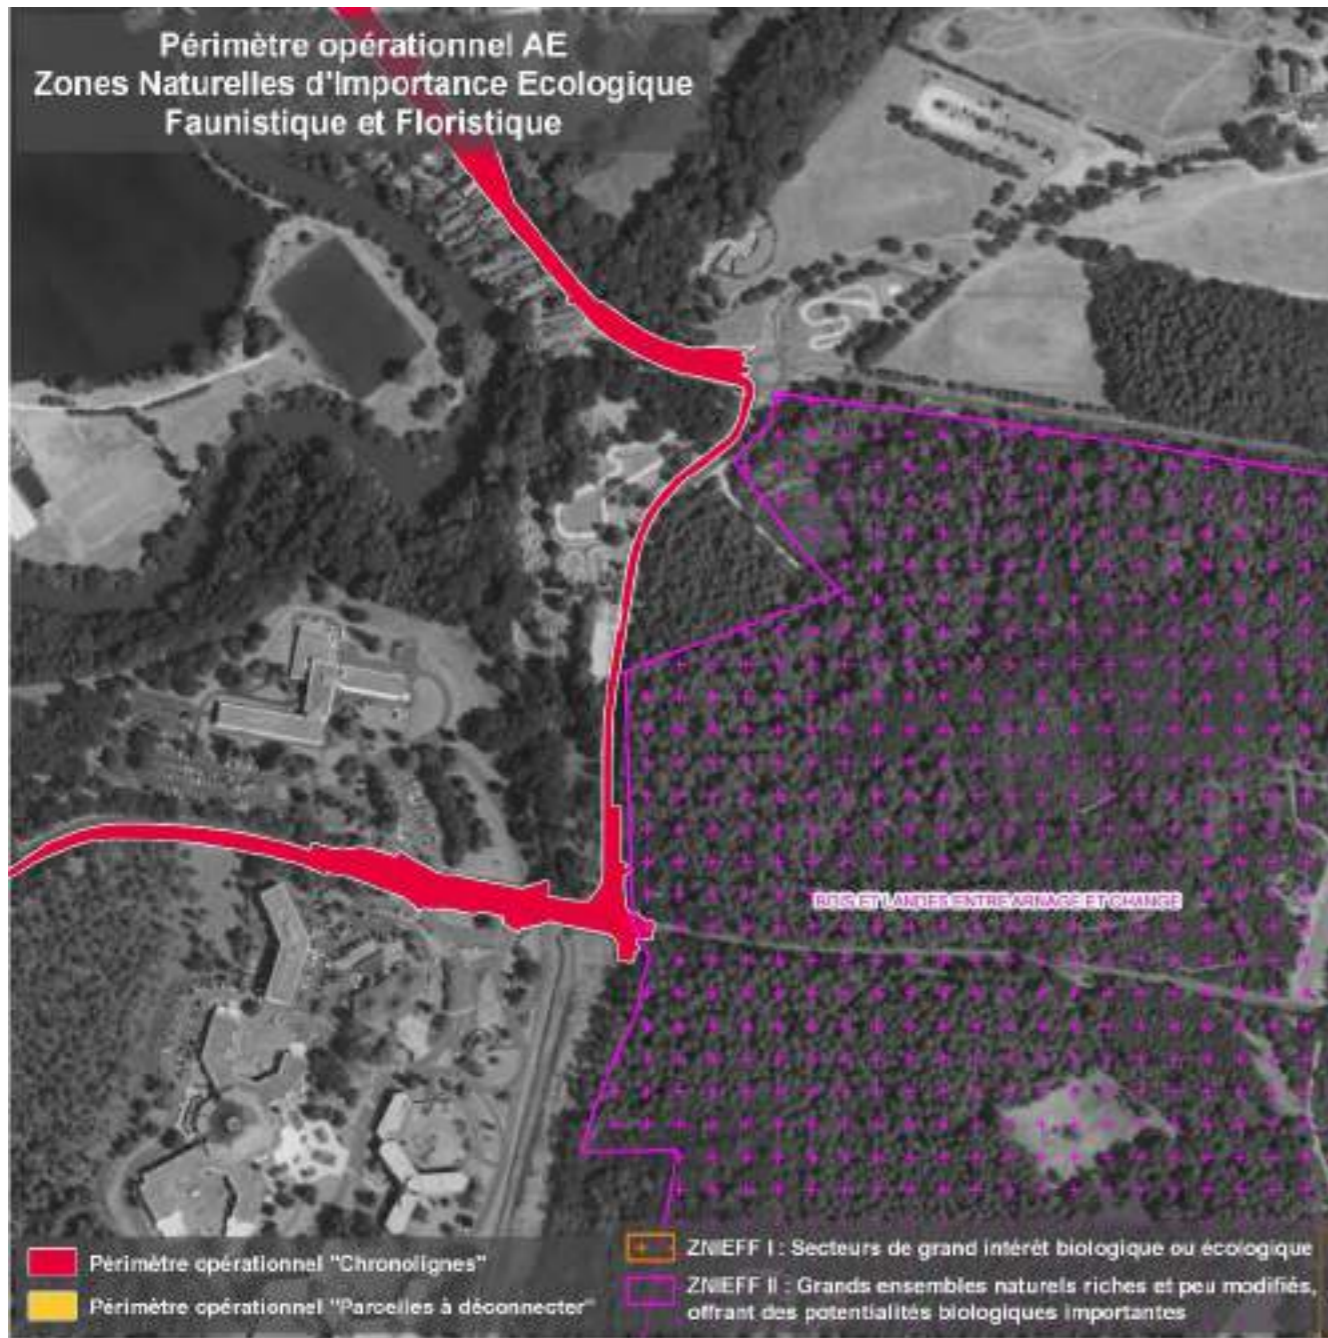 Périmètre opérationnel AE
Zones Naturelles d'Importance Ecologique
Faunistique et Floristique
BOIS ET LANDES ENTRE ARNAGE ET CHANGE
Périmètre opérationnel "Chronolignes"
Périmètre opérationnel "Parcelles à déconnecter"
ZNIEFF I : Secteurs de grand intérêt biologique ou écologique
ZNIEFF II : Grands ensembles naturels riches et peu modifiés,
offrant des potentialités biologiques importantes